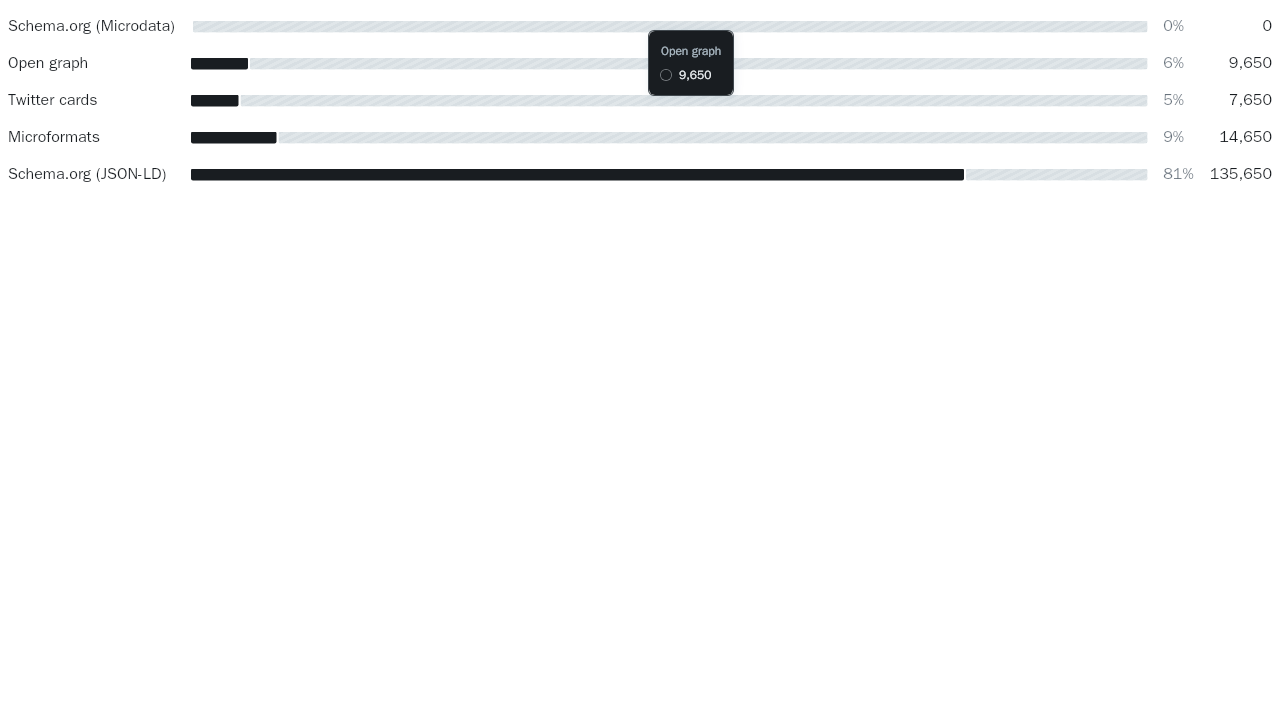 Schema.org (Microdata) 0% 0
Open graph 6% 9,650
Open graph
9,650
Twitter cards 5% 7,650
Microformats 9% 14,650
Schema.org (JSON-LD) 81% 135,650